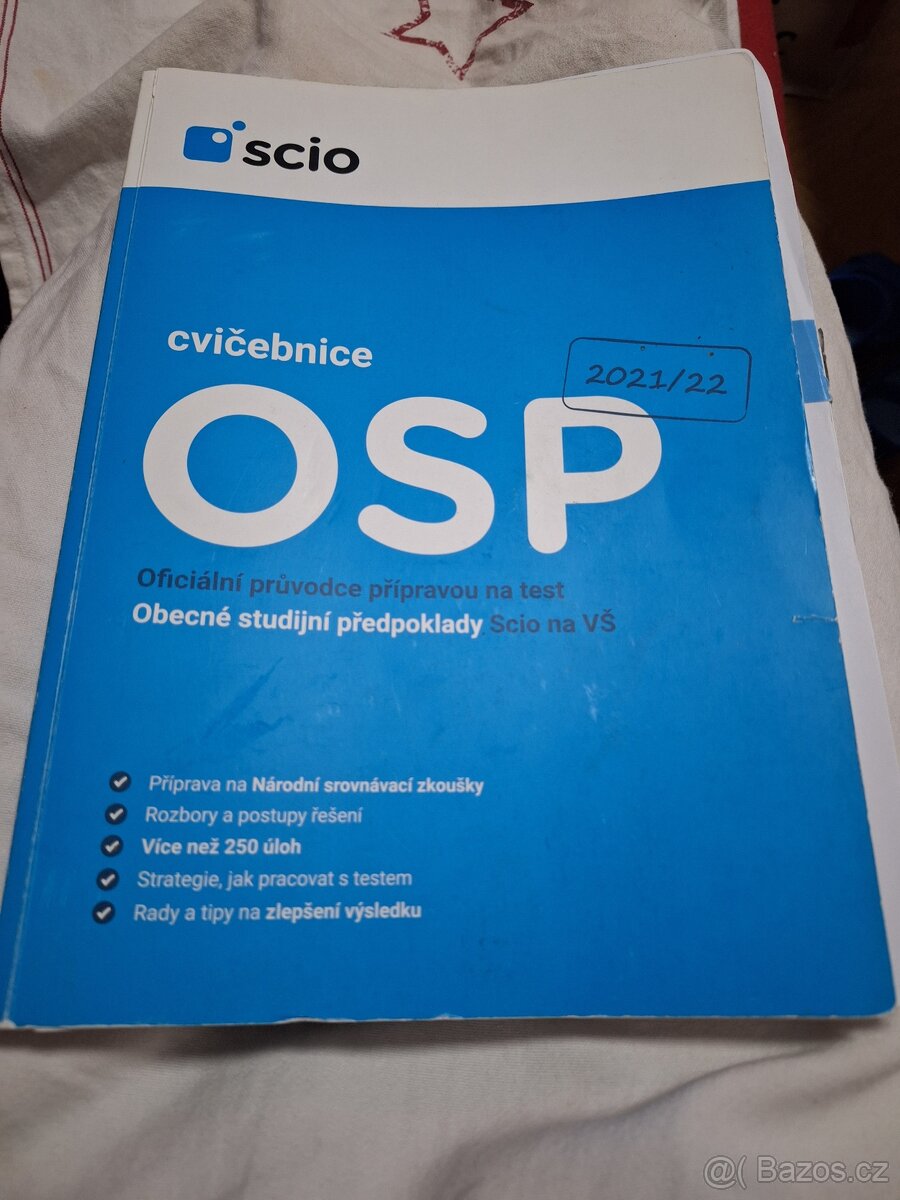 scio
cvičebnice
2021/22
OSP
Oficiální průvodce přípravou na test
Obecné studijní předpoklady Scio na VŠ
Příprava na Národní srovnávací zkoušky
Rozbory a postupy řešení
Více než 250 úloh
Strategie, jak pracovat s testem
Rady a tipy na zlepšení výsledku
@( Bazos.cz